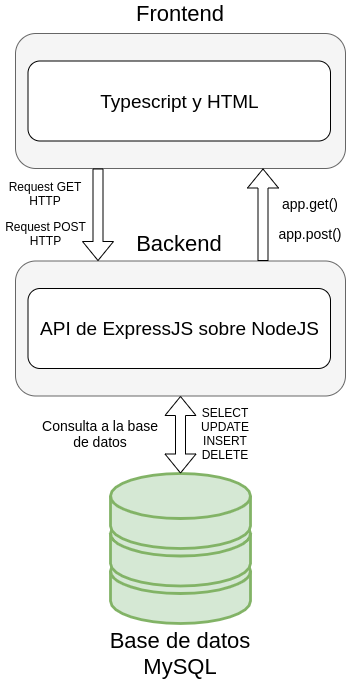 Frontend
Typescript y HTML
Request GET
HTTP
Request POST
HTTP
app.get()
app.post()
Backend
API de ExpressJS sobre NodeJS
Consulta a la base
de datos
SELECT
UPDATE
INSERT
DELETE
Base de datos
MySQL